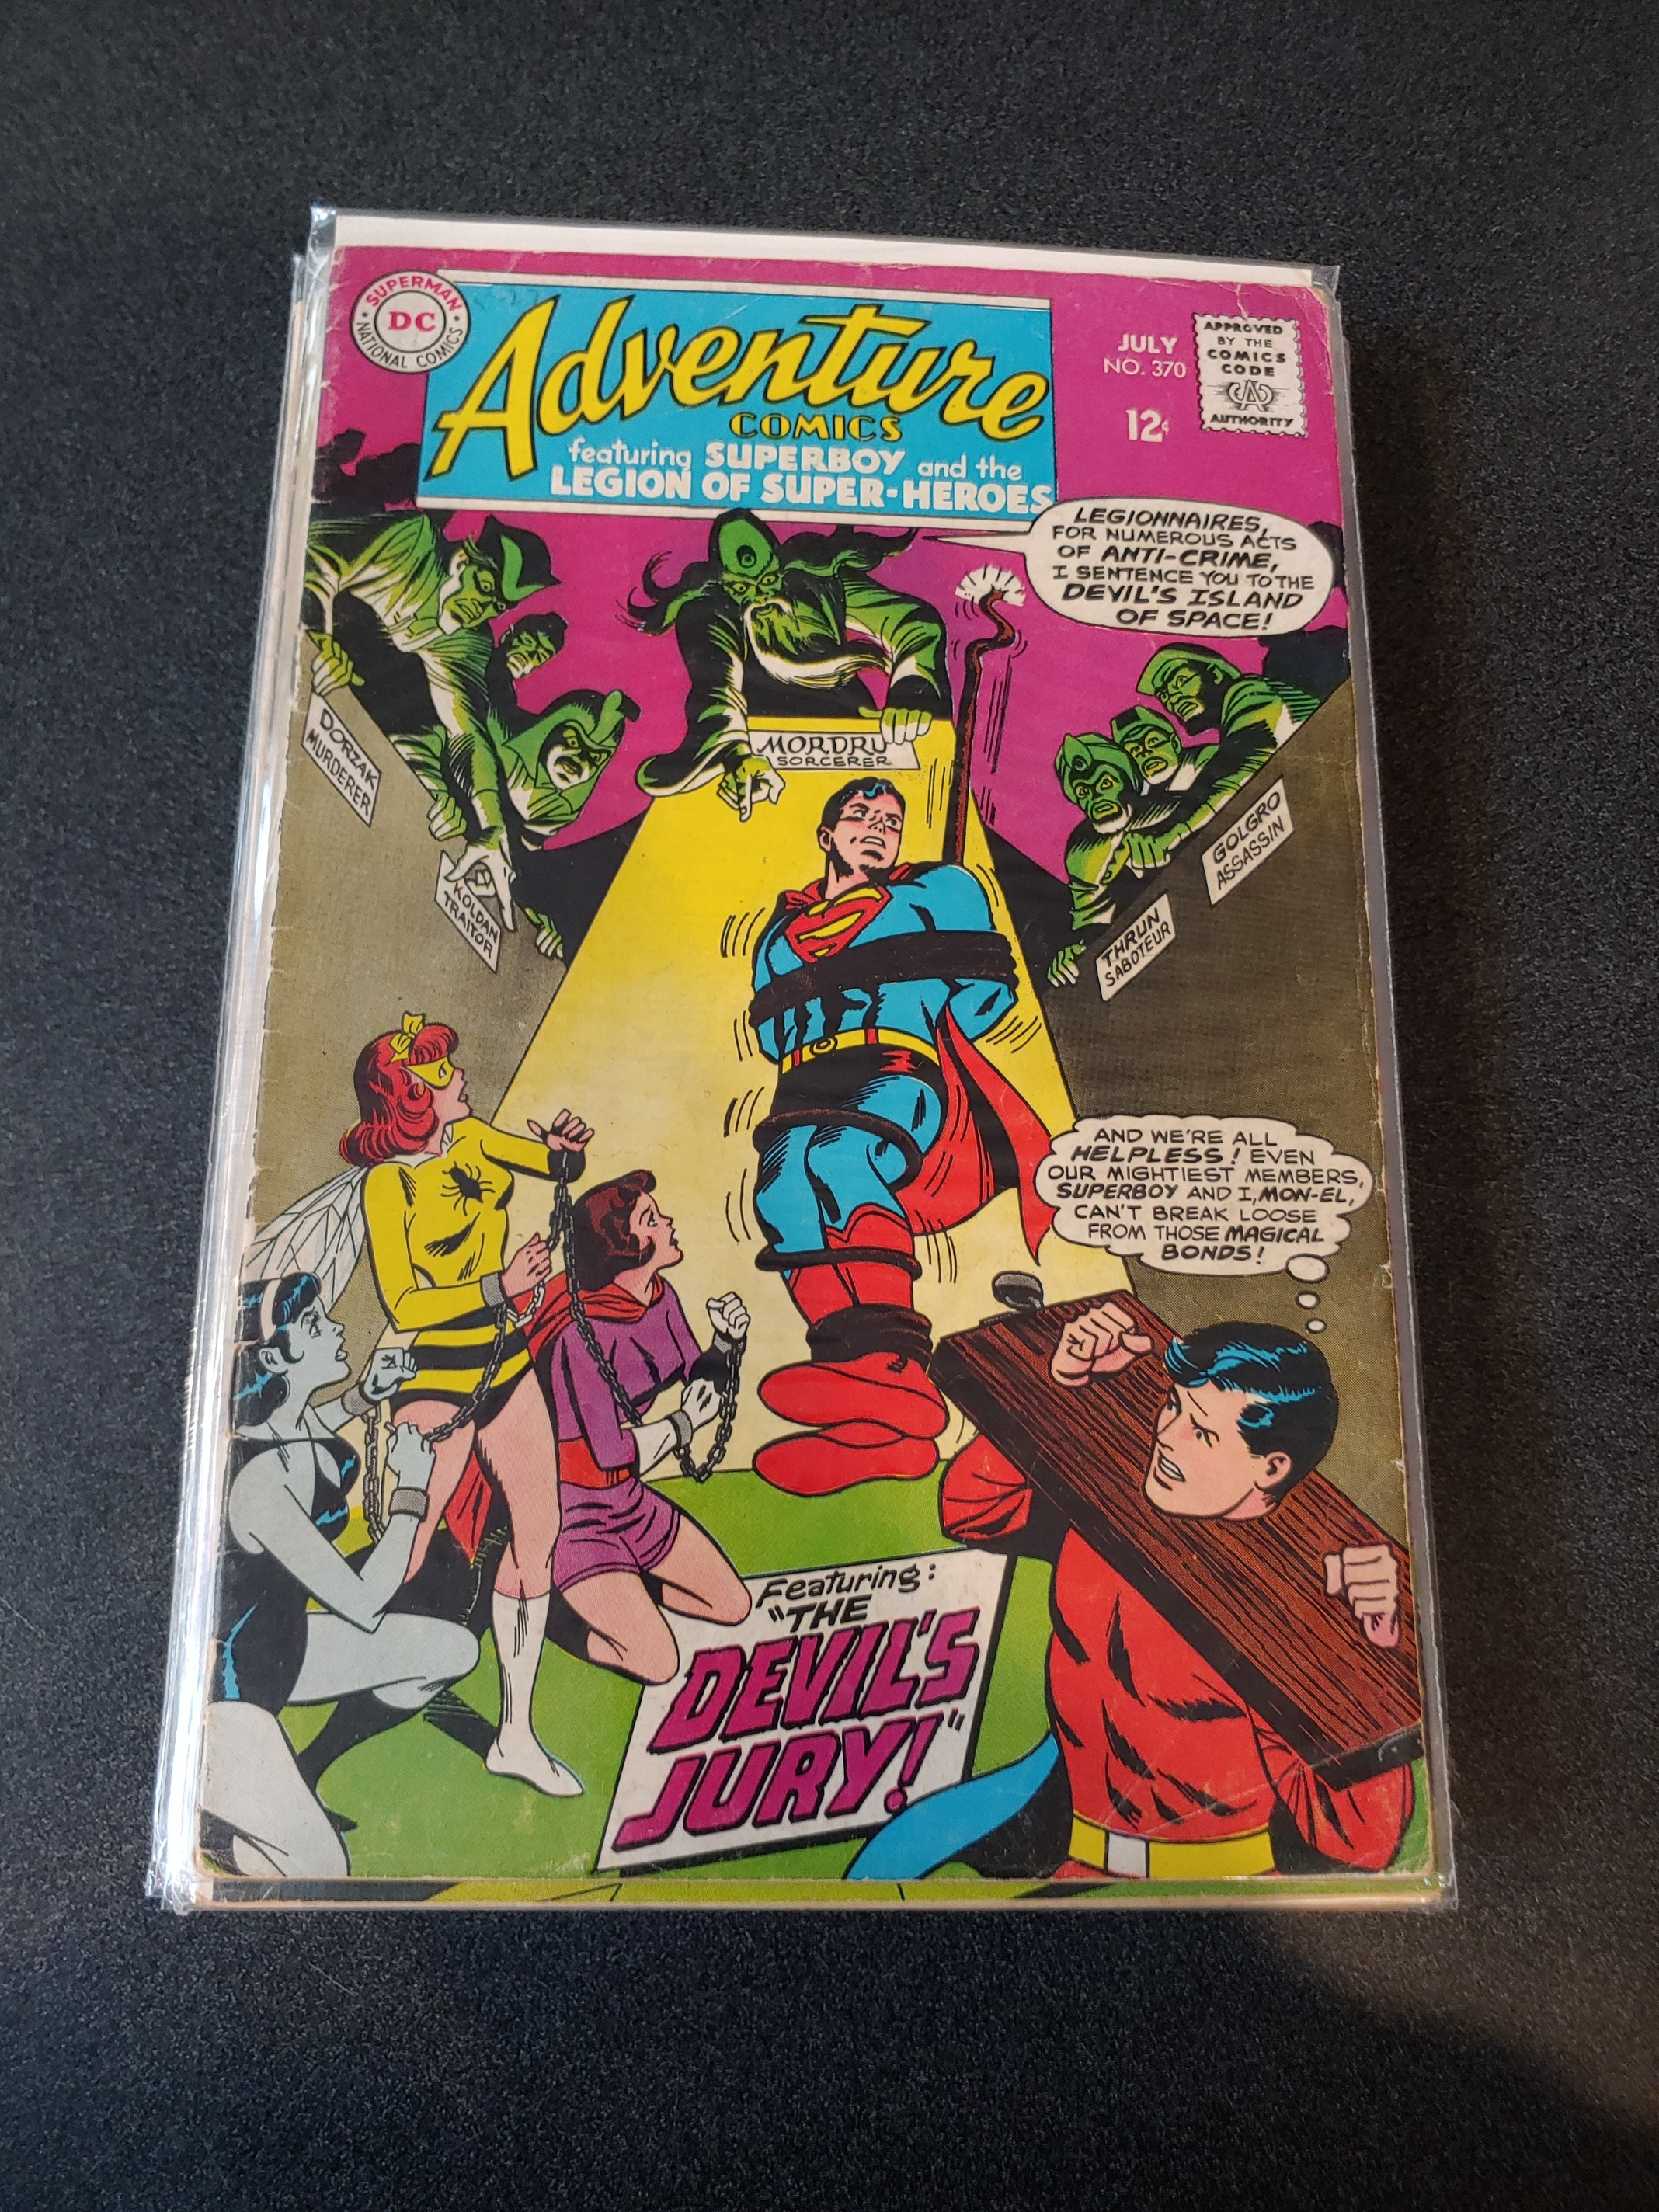 SUPERMAN
DC
NATIONAL COMICS
Adventure
COMICS
featuring SUPERBOY and the
LEGION OF SUPER-HEROES
JULY
NO. 370
12¢
APPROVED
BY THE
COMICS
CODE
AUTHORITY
LEGIONNAIRES,
FOR NUMEROUS ACTS
OF ANTI-CRIME,
I SENTENCE YOU TO THE
DEVIL'S ISLAND
OF SPACE!
DORZAK
MURDERER
MORDRU
SORCERER
KOLDAN
TRAITOR
GOLGRO
ASSASSIN
THRUN
SABOTEUR
AND WE'RE ALL
HELPLESS! EVEN
OUR MIGHTIEST MEMBERS,
SUPERBOY AND I, MON-EL,
CAN'T BREAK LOOSE
FROM THOSE MAGICAL
BONDS!
Featuring:
"THE
DEVIL'S
JURY!"